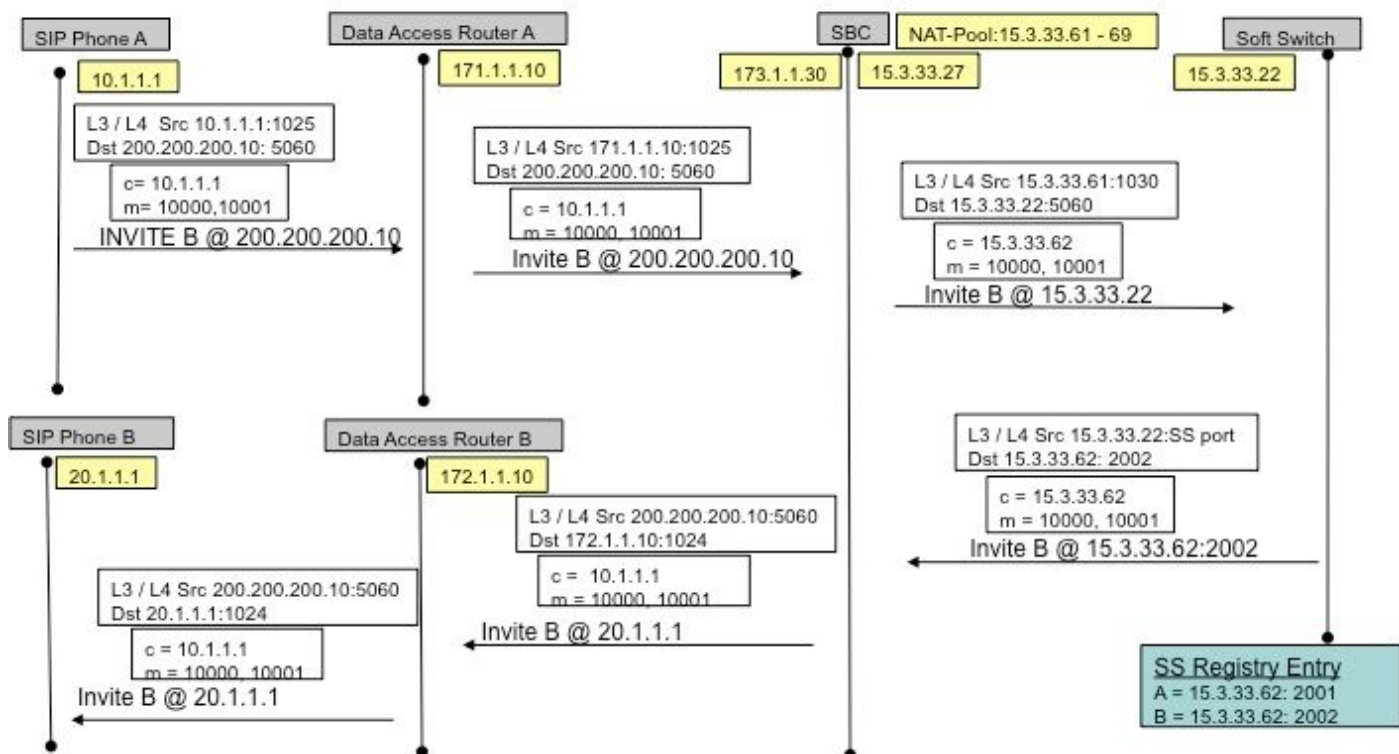 SIP Phone A
10.1.1.1
Data Access Router A
171.1.1.10
SBC
NAT-Pool:15.3.33.61 - 69
173.1.1.30
15.3.33.27
Soft Switch
15.3.33.22
L3 / L4 Src 10.1.1.1:1025
Dst 200.200.200.10: 5060
c= 10.1.1.1
m= 10000,10001
INVITE B @ 200.200.200.10
L3 / L4 Src 171.1.1.10:1025
Dst 200.200.200.10: 5060
c = 10.1.1.1
m = 10000, 10001
Invite B @ 200.200.200.10
L3 / L4 Src 15.3.33.61:1030
Dst 15.3.33.22:5060
c = 15.3.33.62
m = 10000, 10001
Invite B @ 15.3.33.22
SIP Phone B
20.1.1.1
Data Access Router B
172.1.1.10
L3 / L4 Src 15.3.33.22:SS port
Dst 15.3.33.62: 2002
c = 15.3.33.62
m = 10000, 10001
Invite B @ 15.3.33.62:2002
L3 / L4 Src 200.200.200.10:5060
Dst 172.1.1.10:1024
c = 10.1.1.1
m = 10000, 10001
Invite B @ 20.1.1.1
L3 / L4 Src 200.200.200.10:5060
Dst 20.1.1.1:1024
c = 10.1.1.1
m = 10000, 10001
Invite B @ 20.1.1.1
SS Registry Entry
A = 15.3.33.62: 2001
B = 15.3.33.62: 2002